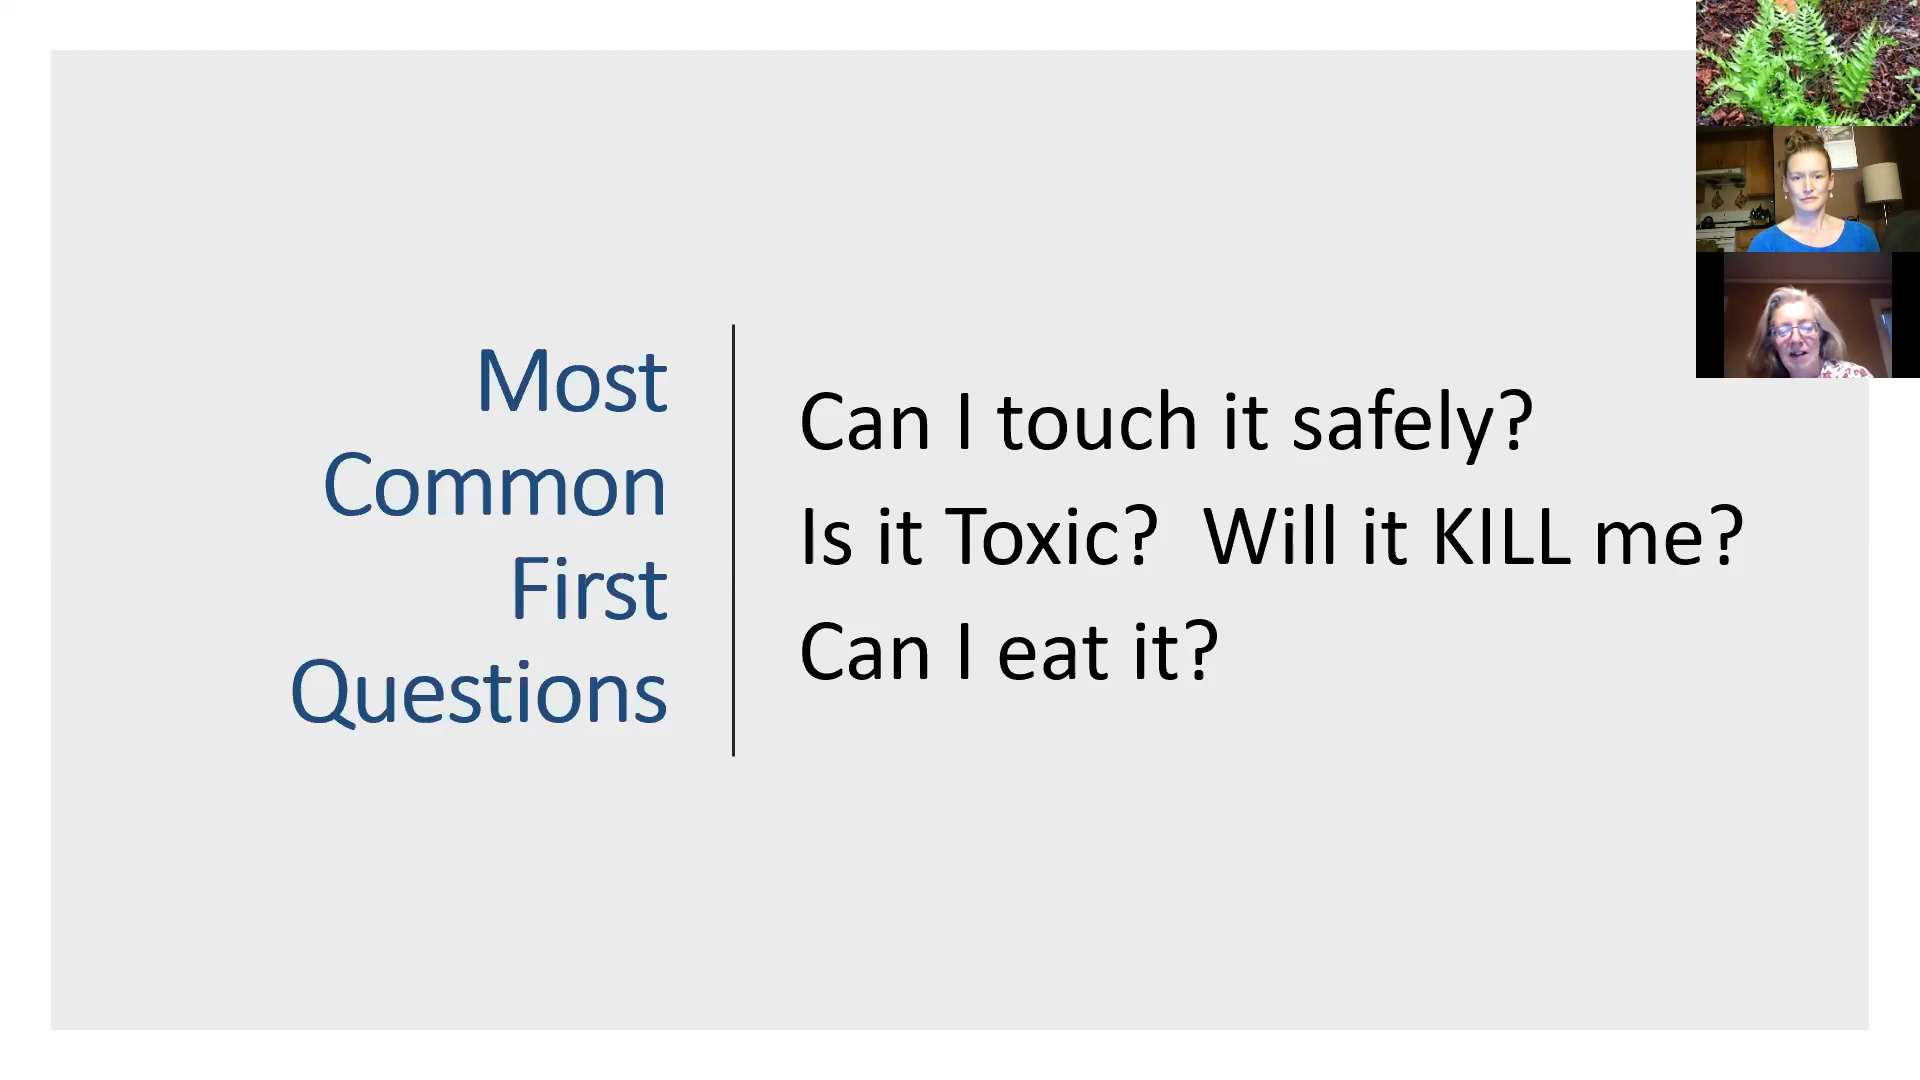 Most
Common
First
Questions
Can I touch it safely?
Is it Toxic?  Will it KILL me?
Can I eat it?